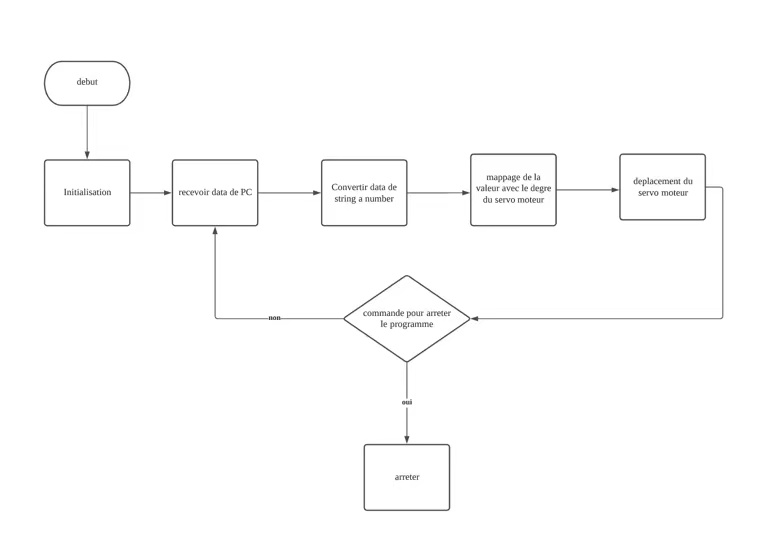 debut
Initialisation
recevoir data de PC
Convertir data de
string a number
mappage de la
valeur avec le degre
du servo moteur
deplacement du
servo moteur
commande pour arreter
le programme
non
oui
arreter